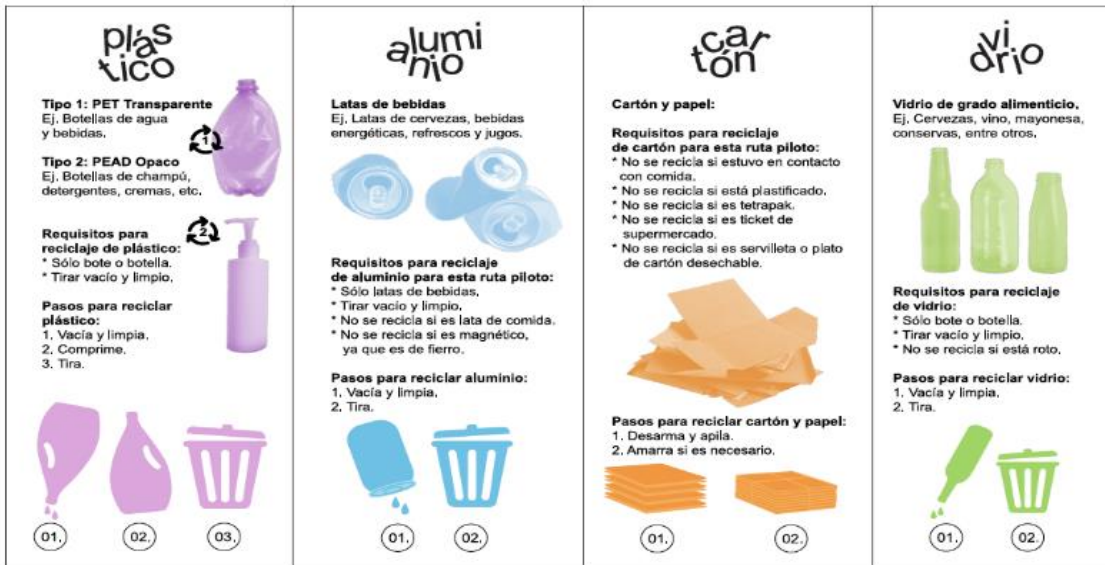 plás
tico
Tipo 1: PET Transparente
Ej. Botellas de agua
y bebidas.
1
Tipo 2: PEAD Opaco
Ej. Botellas de champú,
detergentes, cremas, etc.
2
Requisitos para
reciclaje de plástico:
* Sólo bote o botella.
* Tirar vacío y limpio.
Pasos para reciclar
plástico:
1. Vacía y limpia.
2. Comprime.
3. Tira.
01.
02.
03.
alumi
nio
Latas de bebidas
Ej. Latas de cervezas, bebidas
energéticas, refrescos y jugos.
Requisitos para reciclaje
de aluminio para esta ruta piloto:
* Sólo latas de bebidas.
* Tirar vacío y limpio.
* No se recicla si es lata de comida.
* No se recicla si es magnético,
ya que es de fierro.
Pasos para reciclar aluminio:
1. Vacía y limpia.
2. Tira.
01.
02.
car
tón
Cartón y papel:
Requisitos para reciclaje
de cartón para esta ruta piloto:
* No se recicla si estuvo en contacto
con comida.
* No se recicla si está plastificado.
* No se recicla si es tetrapak.
* No se recicla si es ticket de
supermercado.
* No se recicla si es servilleta o plato
de cartón desechable.
Pasos para reciclar cartón y papel:
1. Desarma y apila.
2. Amarra si es necesario.
01.
02.
vi
drio
Vidrio de grado alimenticio.
Ej. Cervezas, vino, mayonesa,
conservas, entre otros.
Requisitos para reciclaje
de vidrio:
* Sólo bote o botella.
* Tirar vacío y limpio.
* No se recicla si está roto.
Pasos para reciclar vidrio:
1. Vacía y limpia.
2. Tira.
01.
02.